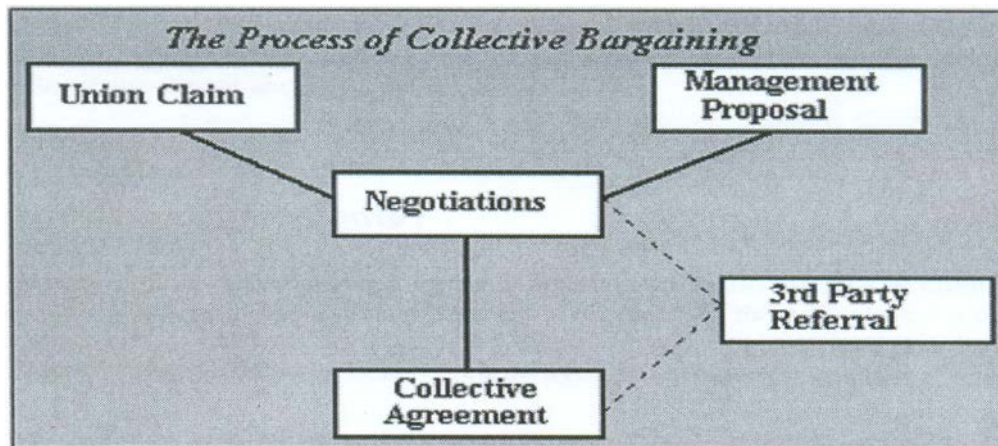 The Process of Collective Bargaining
Union Claim
Management
Proposal
Negotiations
3rd Party
Referral
Collective
Agreement